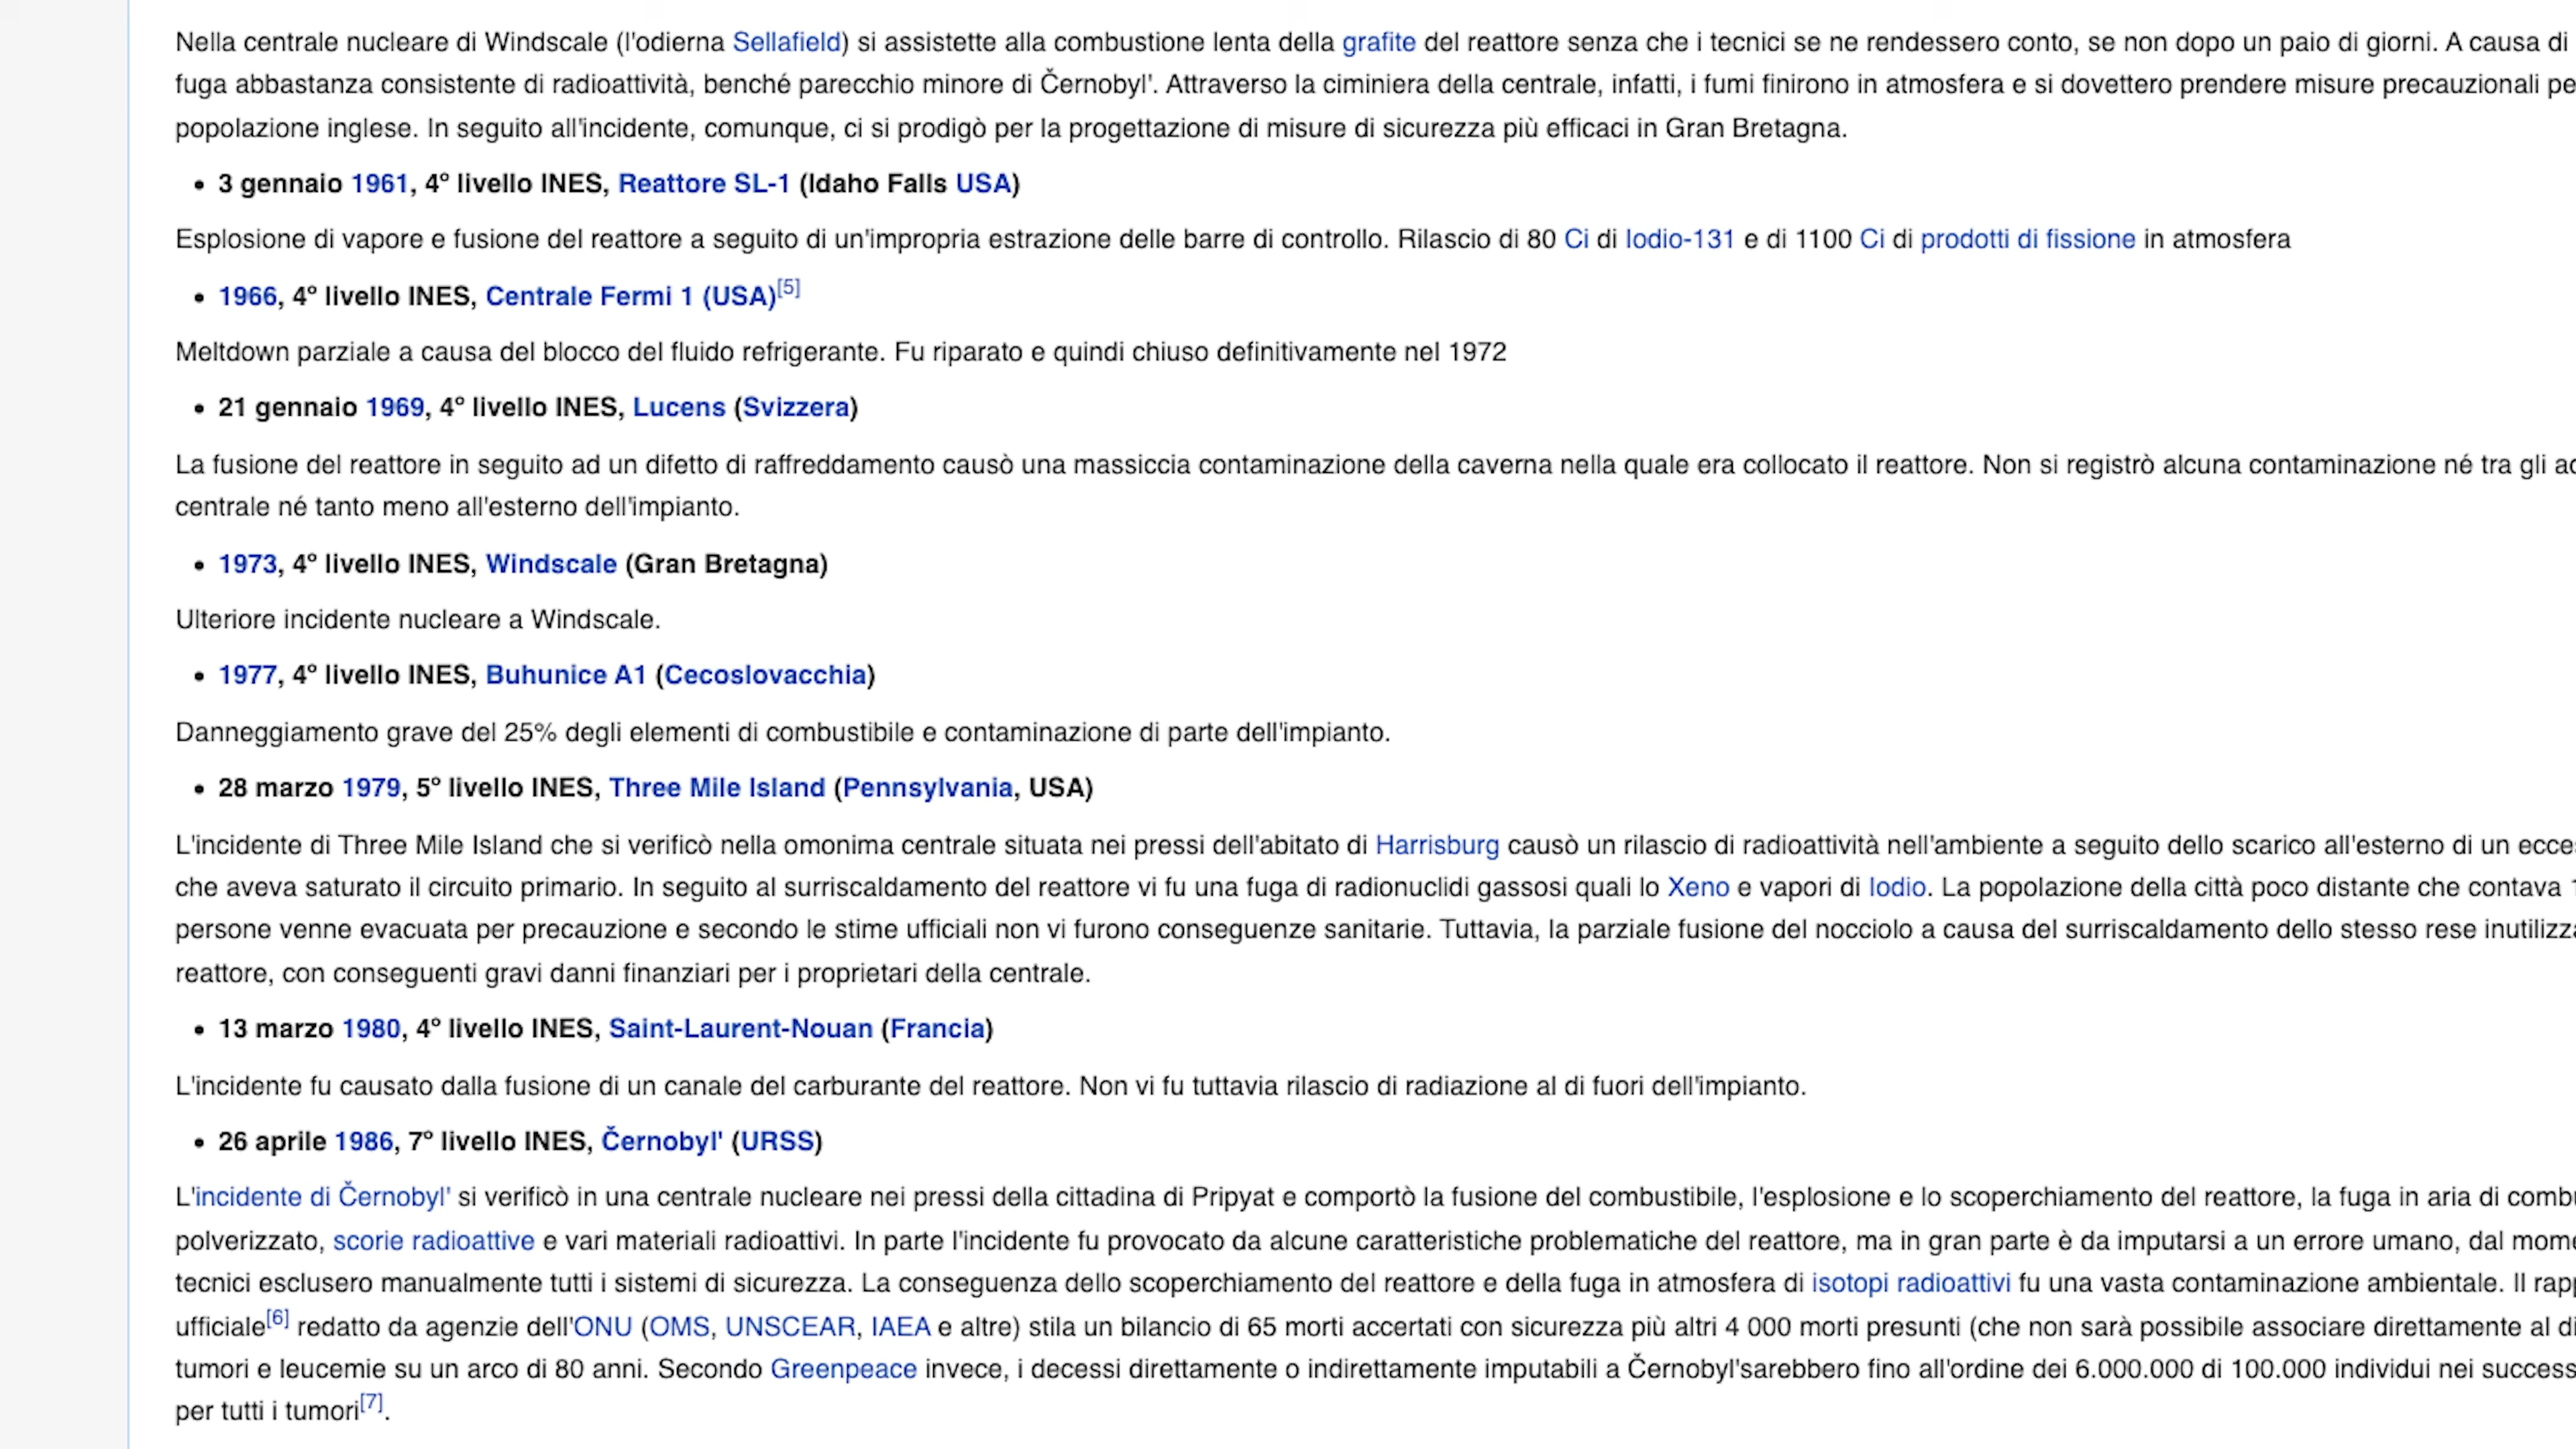 Nella centrale nucleare di Windscale (l'odierna Sellafield) si assistette alla combustione lenta della grafite del reattore senza che i tecnici se ne rendessero conto, se non dopo un paio di giorni. A causa di
fuga abbastanza consistente di radioattività, benché parecchio minore di Černobyl'. Attraverso la ciminiera della centrale, infatti, i fumi finirono in atmosfera e si dovettero prendere misure precauzionali
popolazione inglese. In seguito all'incidente, comunque, ci si prodigò per la progettazione di misure di sicurezza più efficaci in Gran Bretagna.
• 3 gennaio 1961, 4º livello INES, Reattore SL-1 (Idaho Falls USA)
Esplosione di vapore e fusione del reattore a seguito di un'impropria estrazione delle barre di controllo. Rilascio di 80 Ci di Iodio-131 e di 1100 Ci di prodotti di fissione in atmosfera
• 1966, 4º livello INES, Centrale Fermi 1 (USA)[5]
Meltdown parziale a causa del blocco del fluido refrigerante. Fu riparato e quindi chiuso definitivamente nel 1972
• 21 gennaio 1969, 4º livello INES, Lucens (Svizzera)
La fusione del reattore in seguito ad un difetto di raffreddamento causò una massiccia contaminazione della caverna nella quale era collocato il reattore. Non si registrò alcuna contaminazione né tra gli
centrale né tanto meno all'esterno dell'impianto.
• 1973, 4º livello INES, Windscale (Gran Bretagna)
Ulteriore incidente nucleare a Windscale.
• 1977, 4º livello INES, Buhunice A1 (Cecoslovacchia)
Danneggiamento grave del 25% degli elementi di combustibile e contaminazione di parte dell'impianto.
• 28 marzo 1979, 5º livello INES, Three Mile Island (Pennsylvania, USA)
L'incidente di Three Mile Island che si verificò nella omonima centrale situata nei pressi dell'abitato di Harrisburg causò un rilascio di radioattività nell'ambiente a seguito dello scarico all'esterno di un
che aveva saturato il circuito primario. In seguito al surriscaldamento del reattore vi fu una fuga di radionuclidi gassosi quali lo Xeno e vapori di Iodio. La popolazione della città poco distante che contava
persone venne evacuata per precauzione e secondo le stime ufficiali non vi furono conseguenze sanitarie. Tuttavia, la parziale fusione del nocciolo a causa del surriscaldamento dello stesso rese
reattore, con conseguenti gravi danni finanziari per i proprietari della centrale.
• 13 marzo 1980, 4º livello INES, Saint-Laurent-Nouan (Francia)
L'incidente fu causato dalla fusione di un canale del carburante del reattore. Non vi fu tuttavia rilascio di radiazione al di fuori dell'impianto.
• 26 aprile 1986, 7º livello INES, Černobyl' (URSS)
L'incidente di Černobyl' si verificò in una centrale nucleare nei pressi della cittadina di Pripyat e comportò la fusione del combustibile, l'esplosione e lo scoperchiamento del reattore, la fuga in aria di
polverizzato, scorie radioattive e vari materiali radioattivi. In parte l'incidente fu provocato da alcune caratteristiche problematiche del reattore, ma in gran parte è da imputarsi a un errore umano, dal
tecnici esclusero manualmente tutti i sistemi di sicurezza. La conseguenza dello scoperchiamento del reattore e della fuga in atmosfera di isotopi radioattivi fu una vasta contaminazione ambientale. Il
ufficiale[6] redatto da agenzie dell'ONU (OMS, UNSCEAR, IAEA e altre) stila un bilancio di 65 morti accertati con sicurezza più altri 4 000 morti presunti (che non sarà possibile associare direttamente al
tumori e leucemie su un arco di 80 anni. Secondo Greenpeace invece, i decessi direttamente o indirettamente imputabili a Černobyl'sarebbero fino all'ordine dei 6.000.000 di 100.000 individui nei
per tutti i tumori[7].